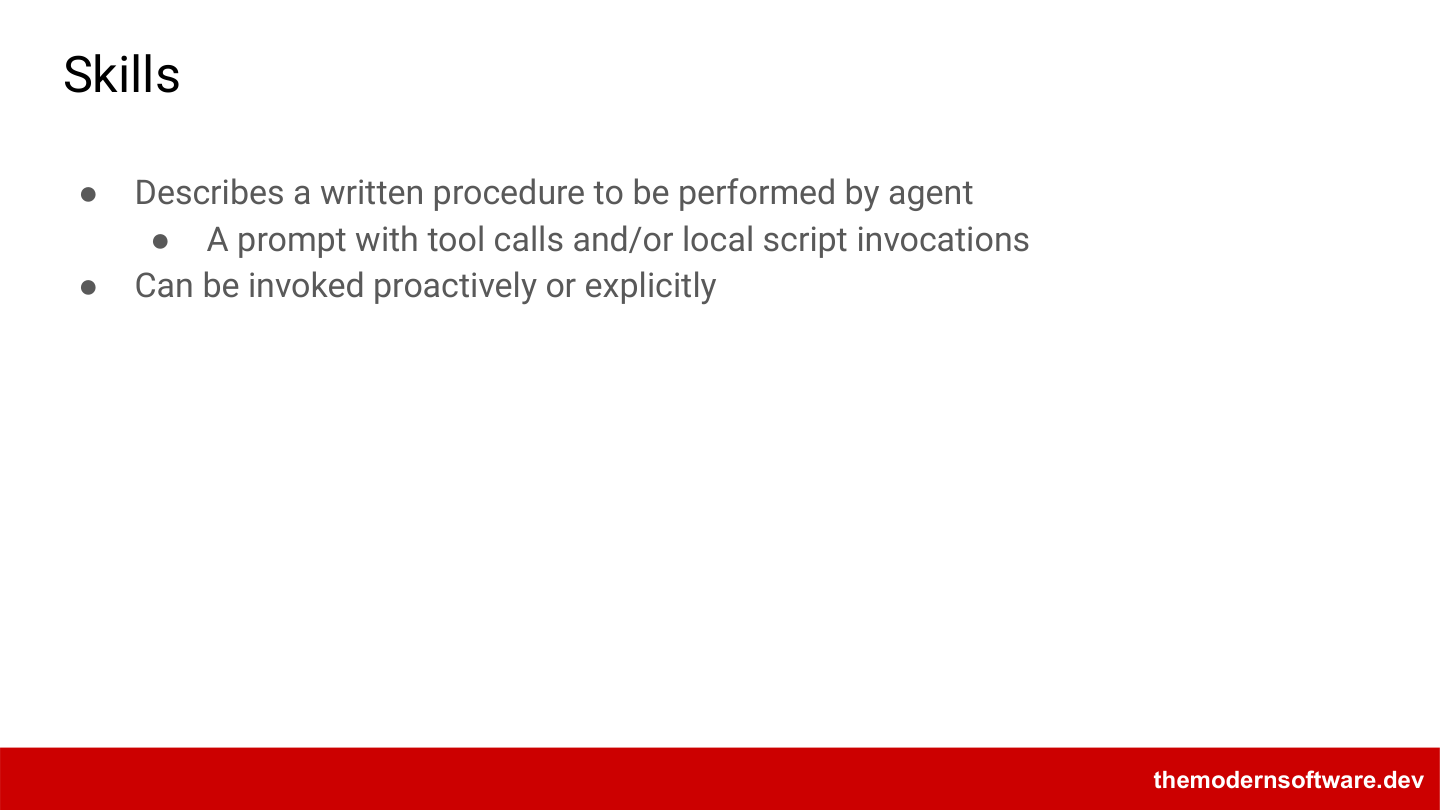 Skills
● Describes a written procedure to be performed by agent
● A prompt with tool calls and/or local script invocations
● Can be invoked proactively or explicitly
themodernsoftware.dev